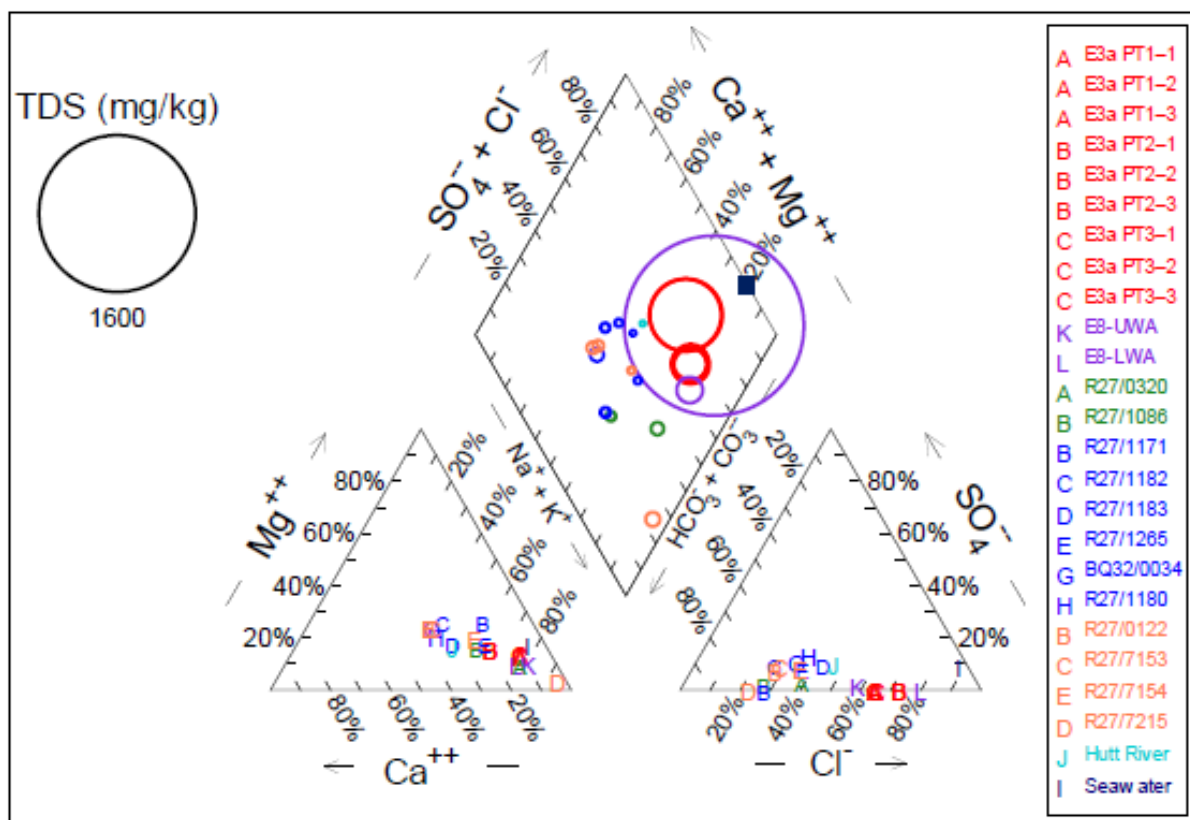 TDS (mg/kg)
1600
SO4-- + Cl-
Ca++ + Mg++
80%
60%
40%
20%
80%
60%
40%
20%
Mg++
80%
60%
40%
20%
Na+ + K+
20%
40%
60%
80%
HCO3- + CO3--
20%
40%
60%
80%
SO4--
80%
60%
40%
20%
80%
60%
40%
20%
Ca++
20%
40%
60%
80%
Cl-
A E3a PT1–1
A E3a PT1–2
A E3a PT1–3
B E3a PT2–1
B E3a PT2–2
B E3a PT2–3
C E3a PT3–1
C E3a PT3–2
C E3a PT3–3
K E8-UWA
L E8-LWA
A R27/0320
B R27/1086
B R27/1171
C R27/1182
D R27/1183
E R27/1265
G BQ32/0034
H R27/1180
B R27/0122
C R27/7153
E R27/7154
D R27/7215
J Hutt River
I Seawater